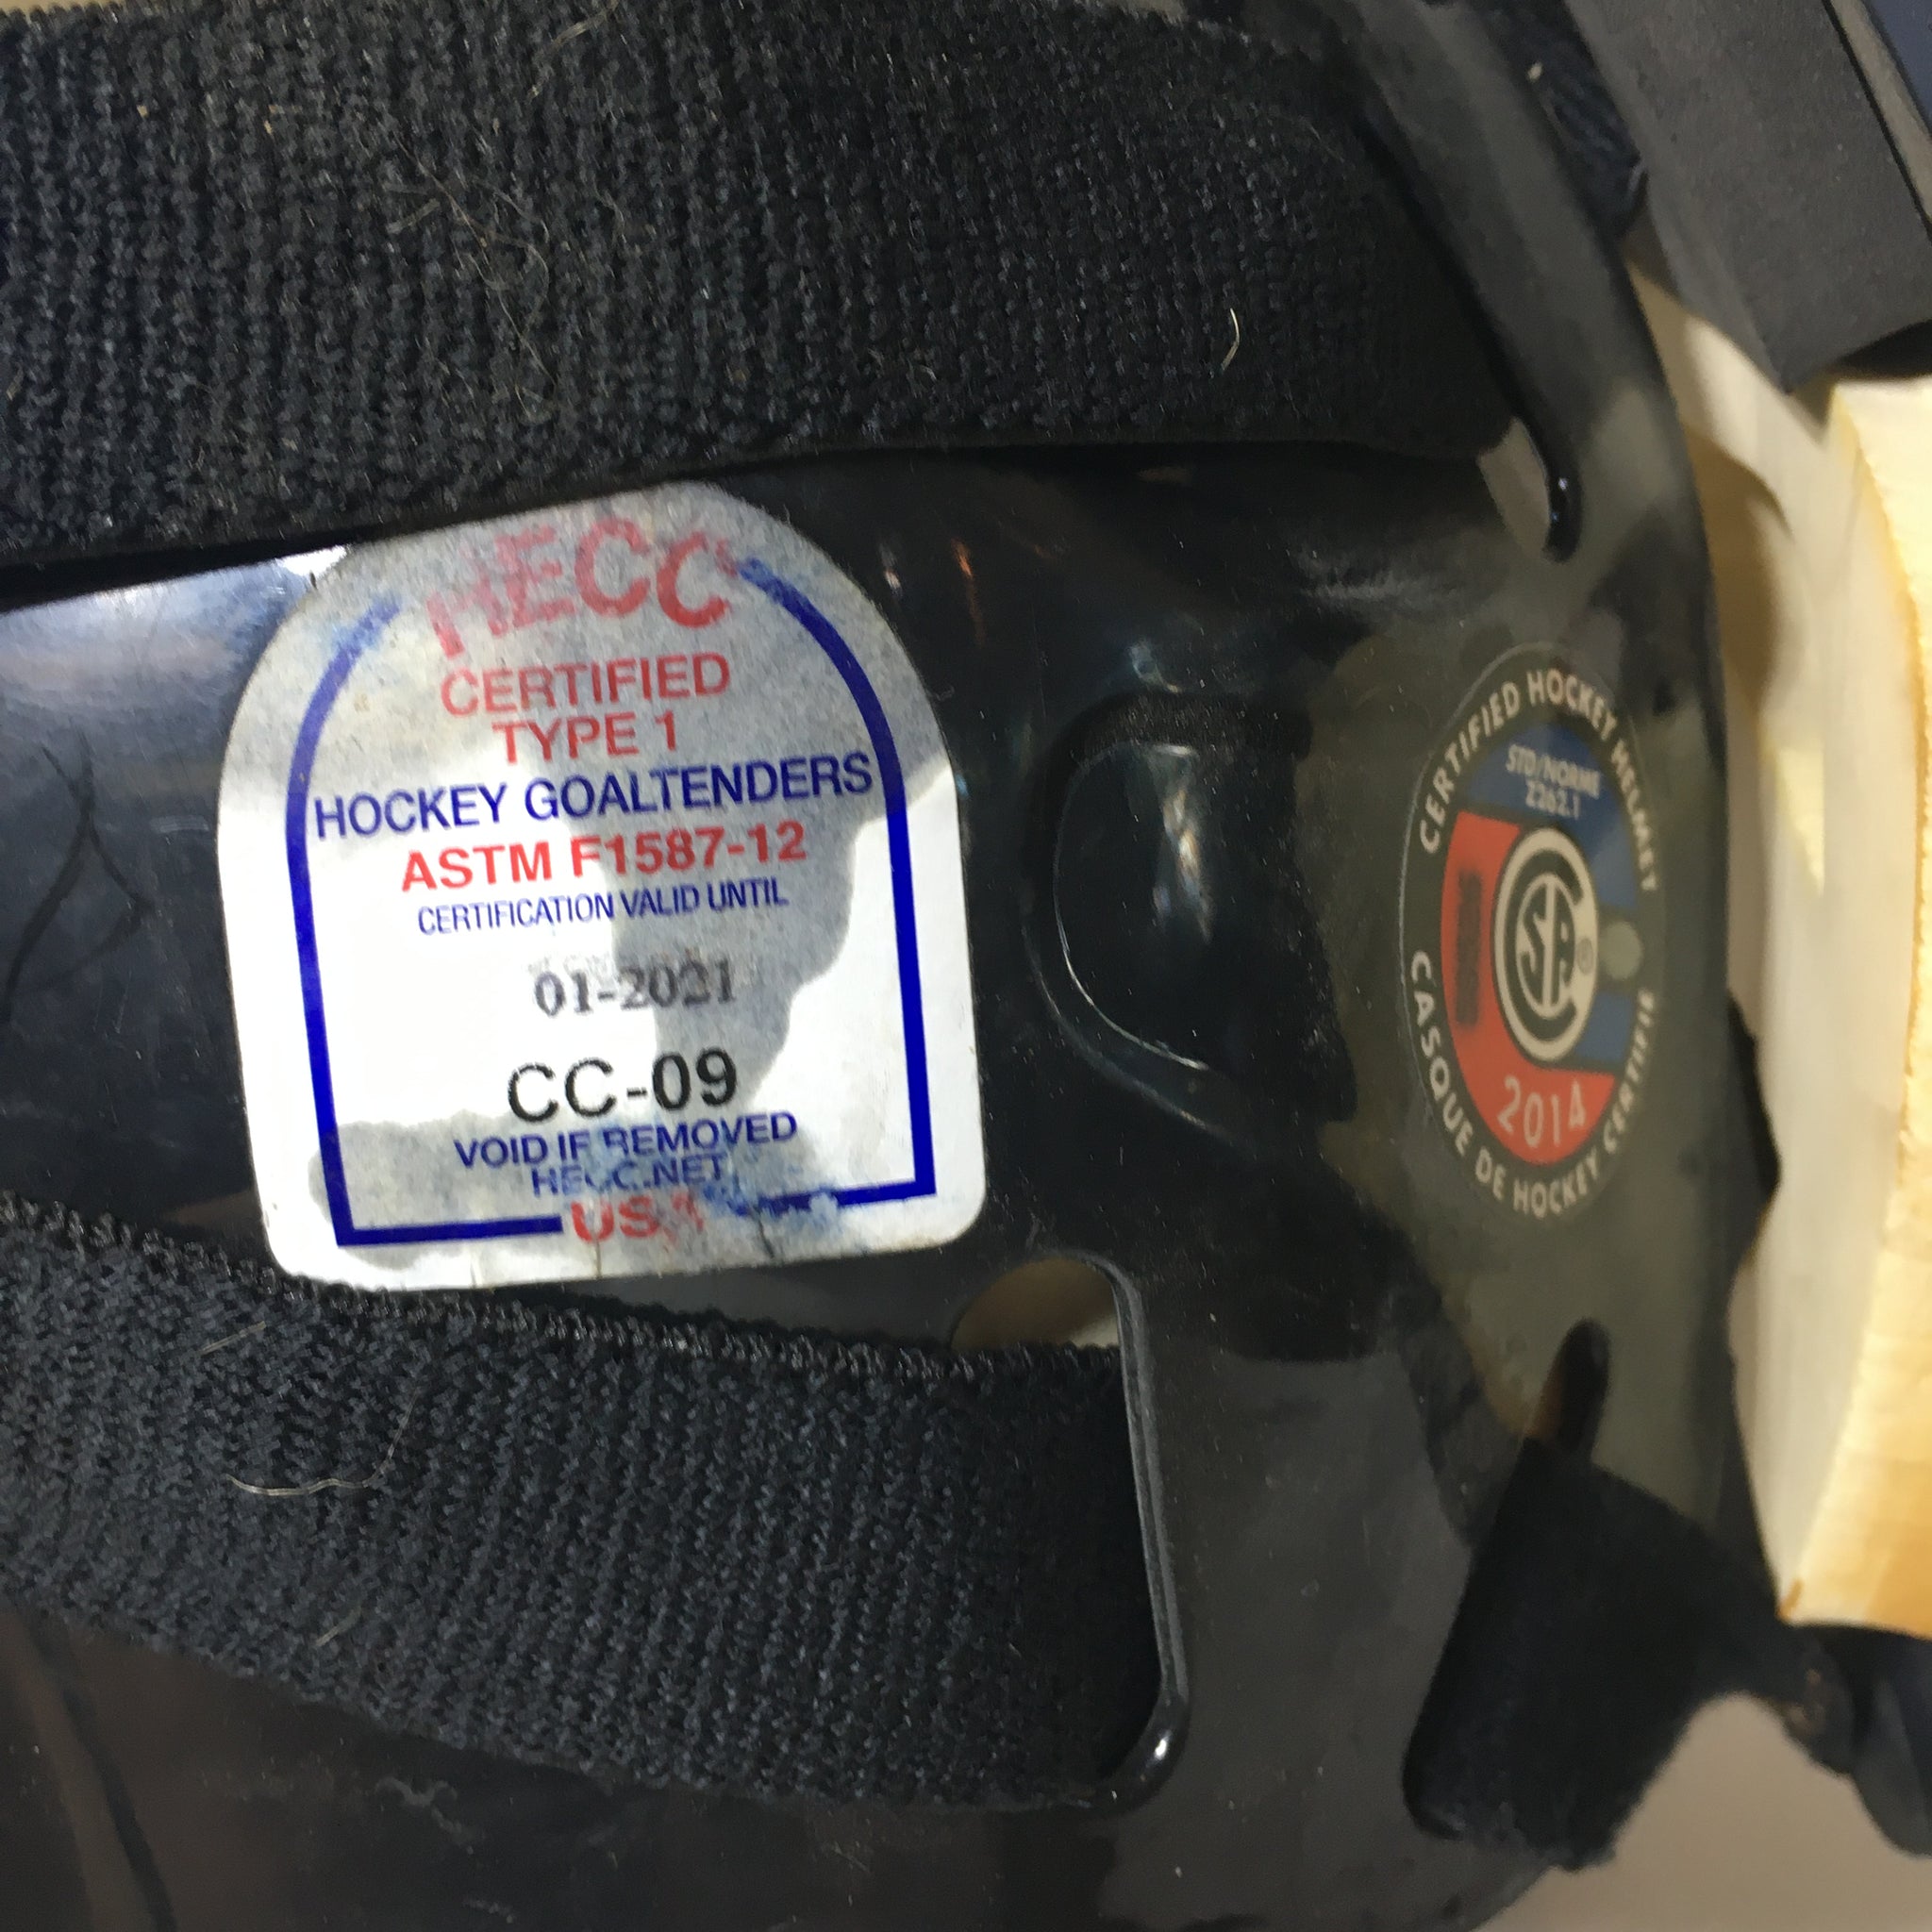 HECC
CERTIFIED
TYPE 1
HOCKEY GOALTENDERS
ASTM F1587-12
CERTIFICATION VALID UNTIL
01-2021
CC-09
VOID IF REMOVED
HECC.NET
USA
CERTIFIED HOCKEY HELMET
STD/NORME
Z262.1
CSA®
2014
CASQUE DE HOCKEY CERTIFIÉ